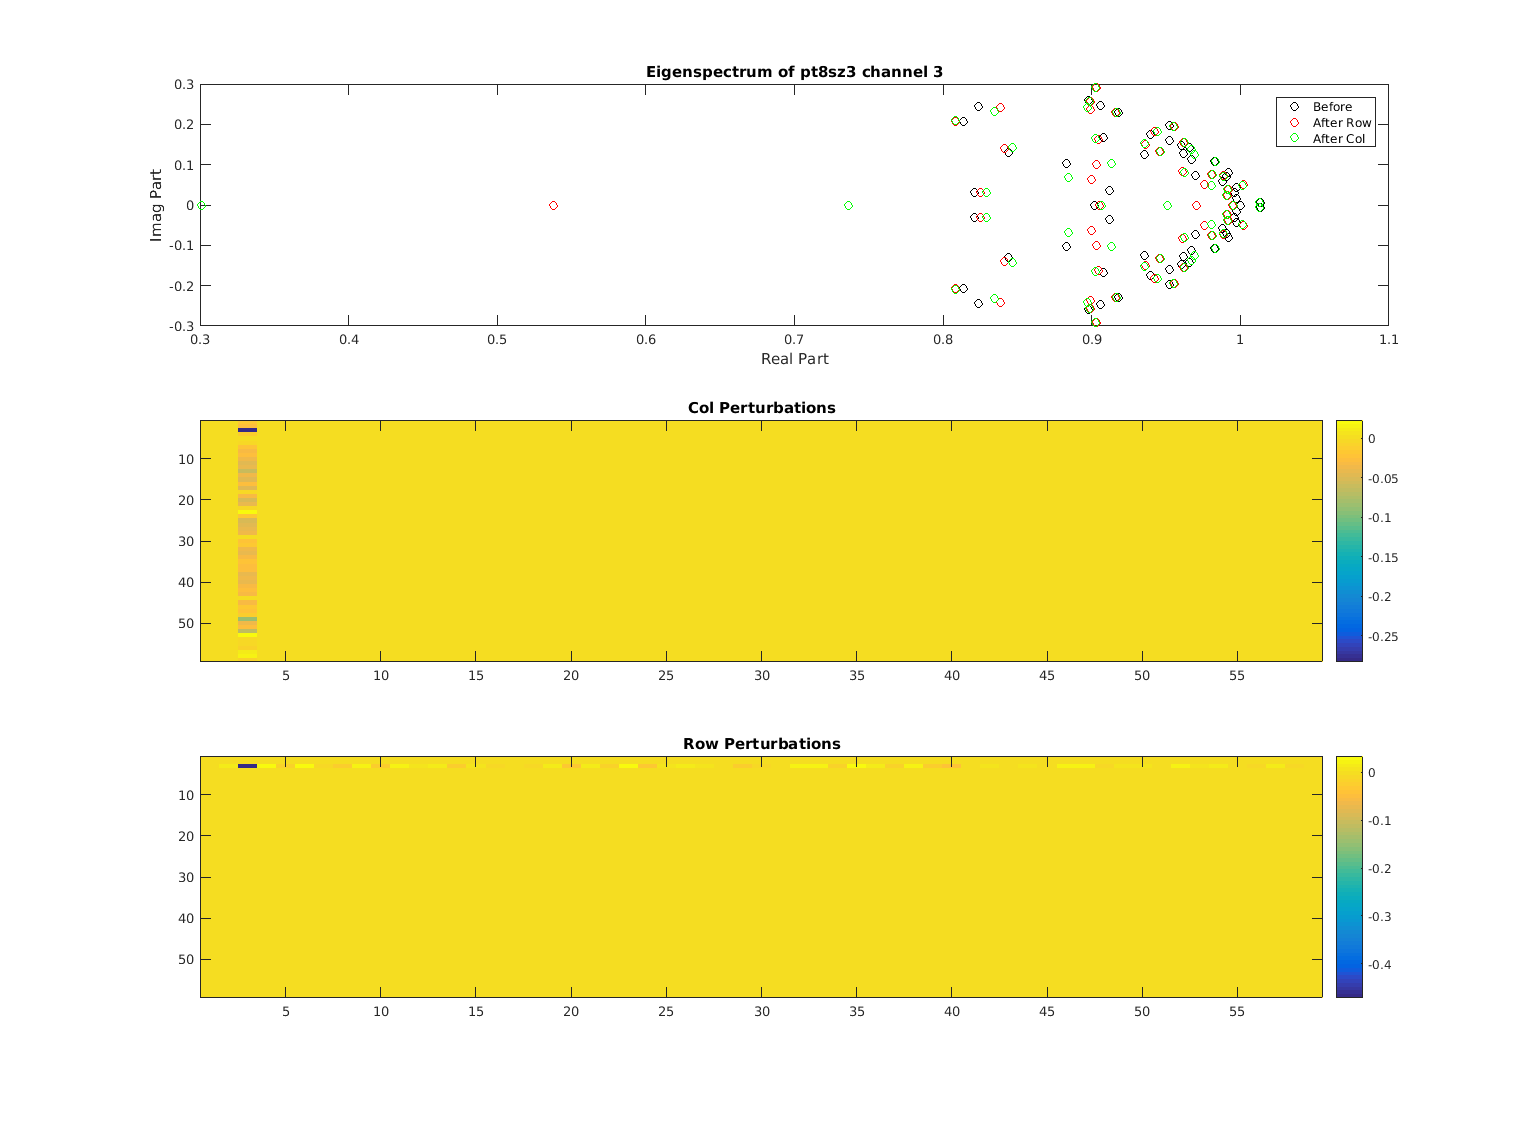 Eigenspectrum of pt8sz3 channel 3
0.3
0.2
0.1
0
-0.1
-0.2
-0.3
Imag Part
Before
After Row
After Col
0.3 0.4 0.5 0.6 0.7 0.8 0.9 1 1.1
Real Part
Col Perturbations
10
20
30
40
50
5 10 15 20 25 30 35 40 45 50 55
0
-0.05
-0.1
-0.15
-0.2
-0.25
Row Perturbations
10
20
30
40
50
5 10 15 20 25 30 35 40 45 50 55
0
-0.1
-0.2
-0.3
-0.4